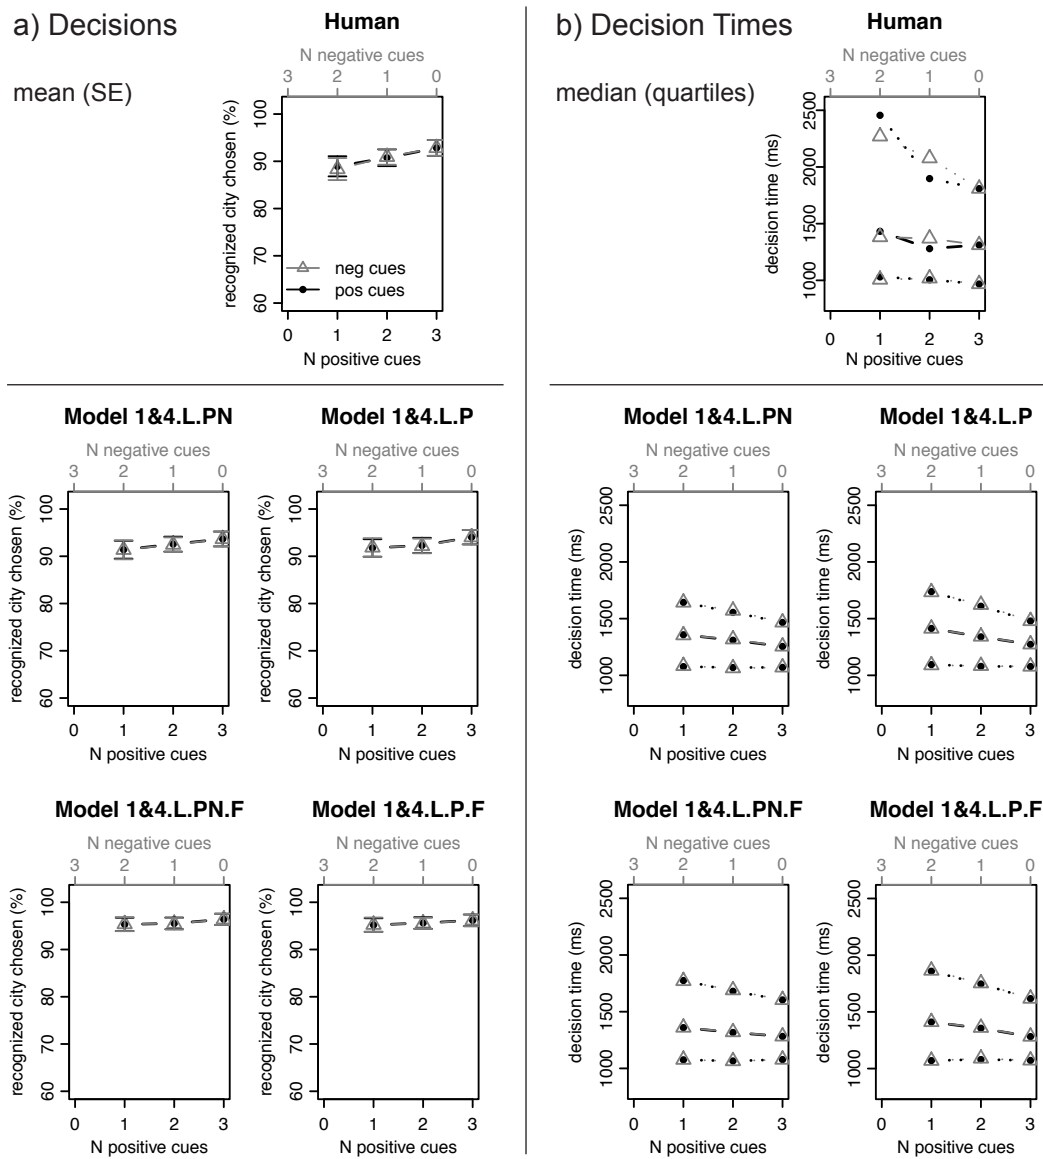 a) Decisions
mean (SE)
Human
N negative cues
3 2 1 0
recognized city chosen (%)
100
90
80
70
60
neg cues
pos cues
0 1 2 3
N positive cues
b) Decision Times
median (quartiles)
Human
N negative cues
3 2 1 0
decision time (ms)
2500
2000
1500
1000
0 1 2 3
N positive cues
Model 1&4.L.PN
N negative cues
3 2 1 0
recognized city chosen (%)
100
90
80
70
60
0 1 2 3
N positive cues
Model 1&4.L.P
N negative cues
3 2 1 0
recognized city chosen (%)
100
90
80
70
60
0 1 2 3
N positive cues
Model 1&4.L.PN
N negative cues
3 2 1 0
decision time (ms)
2500
2000
1500
1000
0 1 2 3
N positive cues
Model 1&4.L.P
N negative cues
3 2 1 0
decision time (ms)
2500
2000
1500
1000
0 1 2 3
N positive cues
Model 1&4.L.PN.F
N negative cues
3 2 1 0
recognized city chosen (%)
100
90
80
70
60
0 1 2 3
N positive cues
Model 1&4.L.P.F
N negative cues
3 2 1 0
recognized city chosen (%)
100
90
80
70
60
0 1 2 3
N positive cues
Model 1&4.L.PN.F
N negative cues
3 2 1 0
decision time (ms)
2500
2000
1500
1000
0 1 2 3
N positive cues
Model 1&4.L.P.F
N negative cues
3 2 1 0
decision time (ms)
2500
2000
1500
1000
0 1 2 3
N positive cues